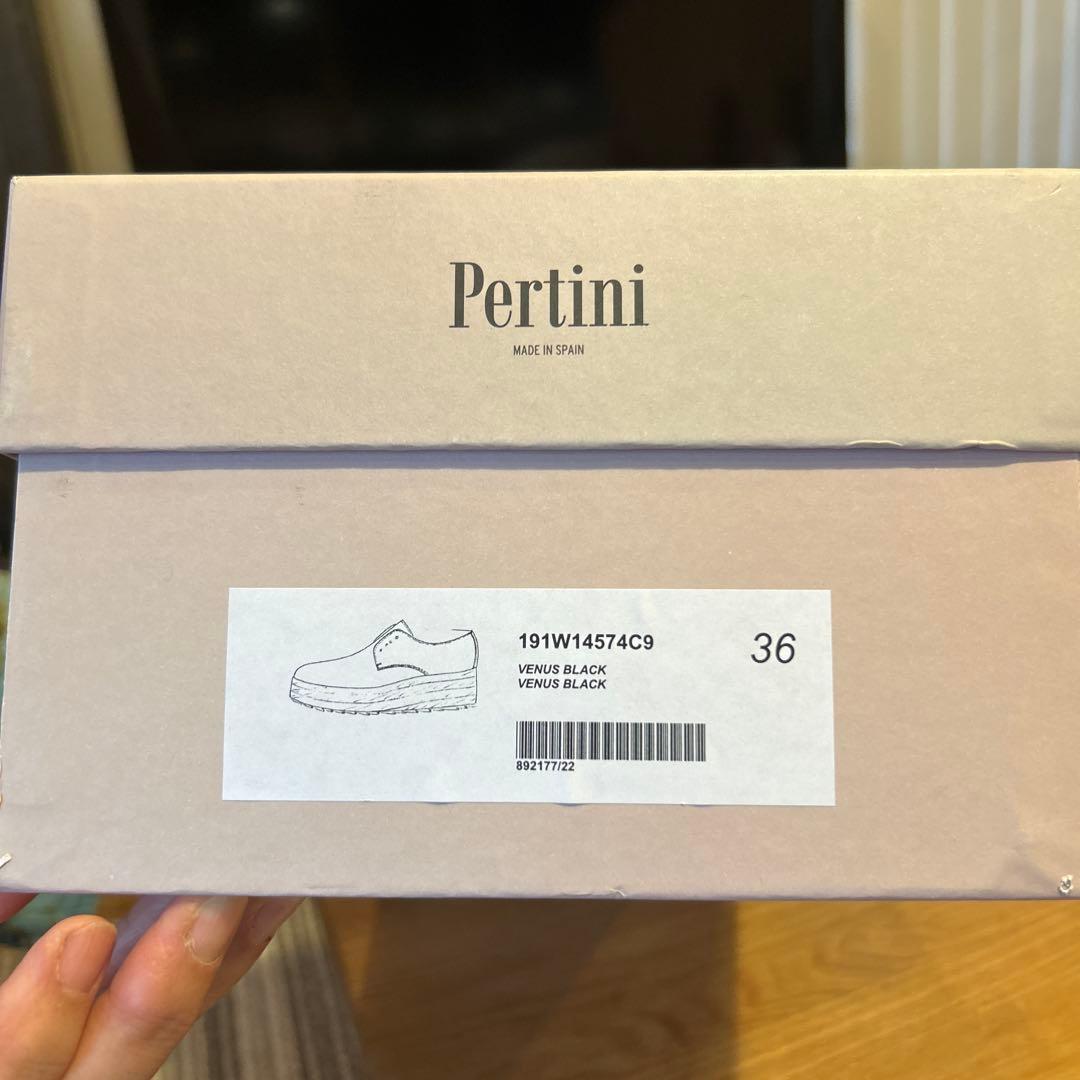 Pertini
MADE IN SPAIN
191W14574C9
36
VENUS BLACK
VENUS BLACK
892177/22